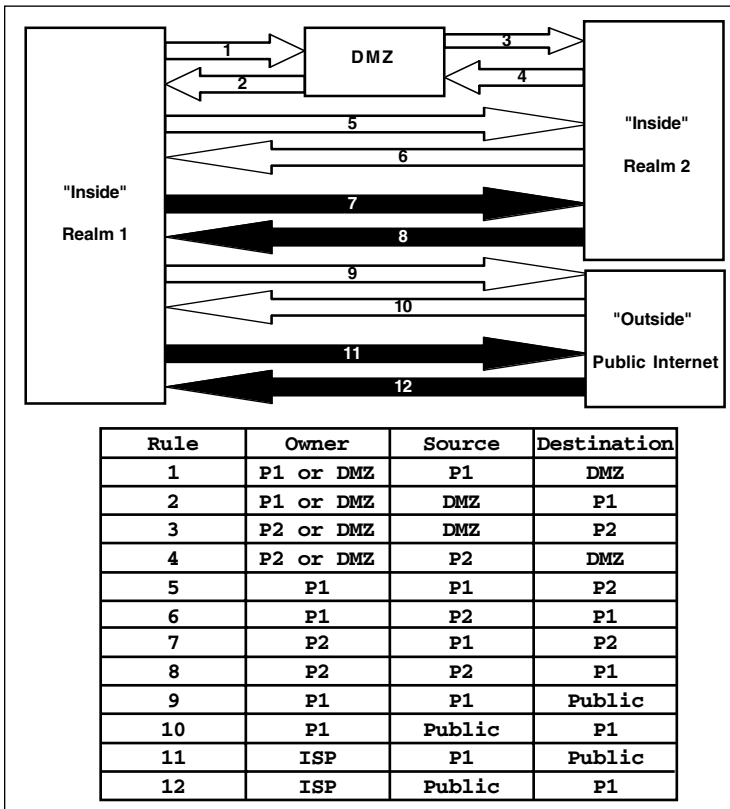 1
DMZ
3
2
4
5
"Inside"
6
Realm 2
"Inside"
7
Realm 1
8
9
10
"Outside"
11
Public Internet
12
Rule Owner Source Destination
1 P1 or DMZ P1 DMZ
2 P1 or DMZ DMZ P1
3 P2 or DMZ DMZ P2
4 P2 or DMZ P2 DMZ
5 P1 P1 P2
6 P1 P2 P1
7 P2 P1 P2
8 P2 P2 P1
9 P1 P1 Public
10 P1 Public P1
11 ISP P1 Public
12 ISP Public P1